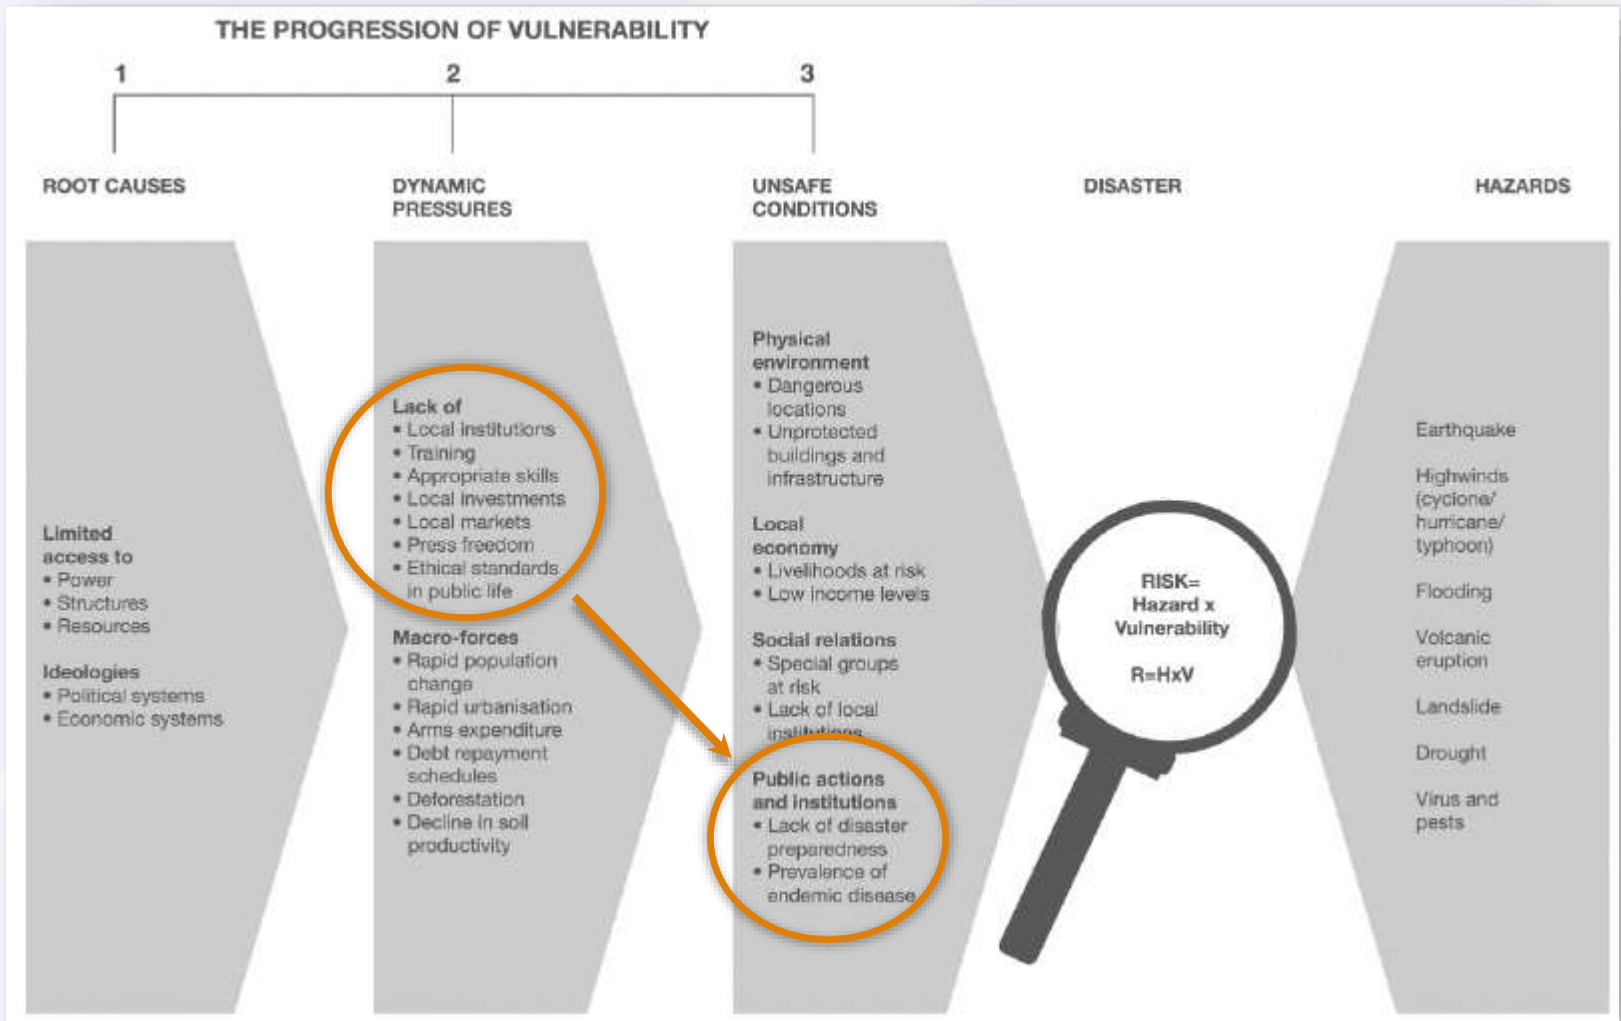 THE PROGRESSION OF VULNERABILITY
1
2
3
ROOT CAUSES
DYNAMIC
PRESSURES
UNSAFE
CONDITIONS
DISASTER
HAZARDS
Limited
access to
• Power
• Structures
• Resources
Ideologies
• Political systems
• Economic systems
Lack of
• Local institutions
• Training
• Appropriate skills
• Local investments
• Local markets
• Press freedom
• Ethical standards
in public life
Macro-forces
• Rapid population
change
• Rapid urbanisation
• Arms expenditure
• Debt repayment
schedules
• Deforestation
• Decline in soil
productivity
Physical
environment
• Dangerous
locations
• Unprotected
buildings and
infrastructure
Local
economy
• Livelihoods at risk
• Low income levels
Social relations
• Special groups
at risk
• Lack of local
institutions
Public actions
and institutions
• Lack of disaster
preparedness
• Prevalence of
endemic disease
RISK=
Hazard x
Vulnerability
R=HxV
Earthquake
Highwinds
(cyclone/
hurricane/
typhoon)
Flooding
Volcanic
eruption
Landslide
Drought
Virus and
pests